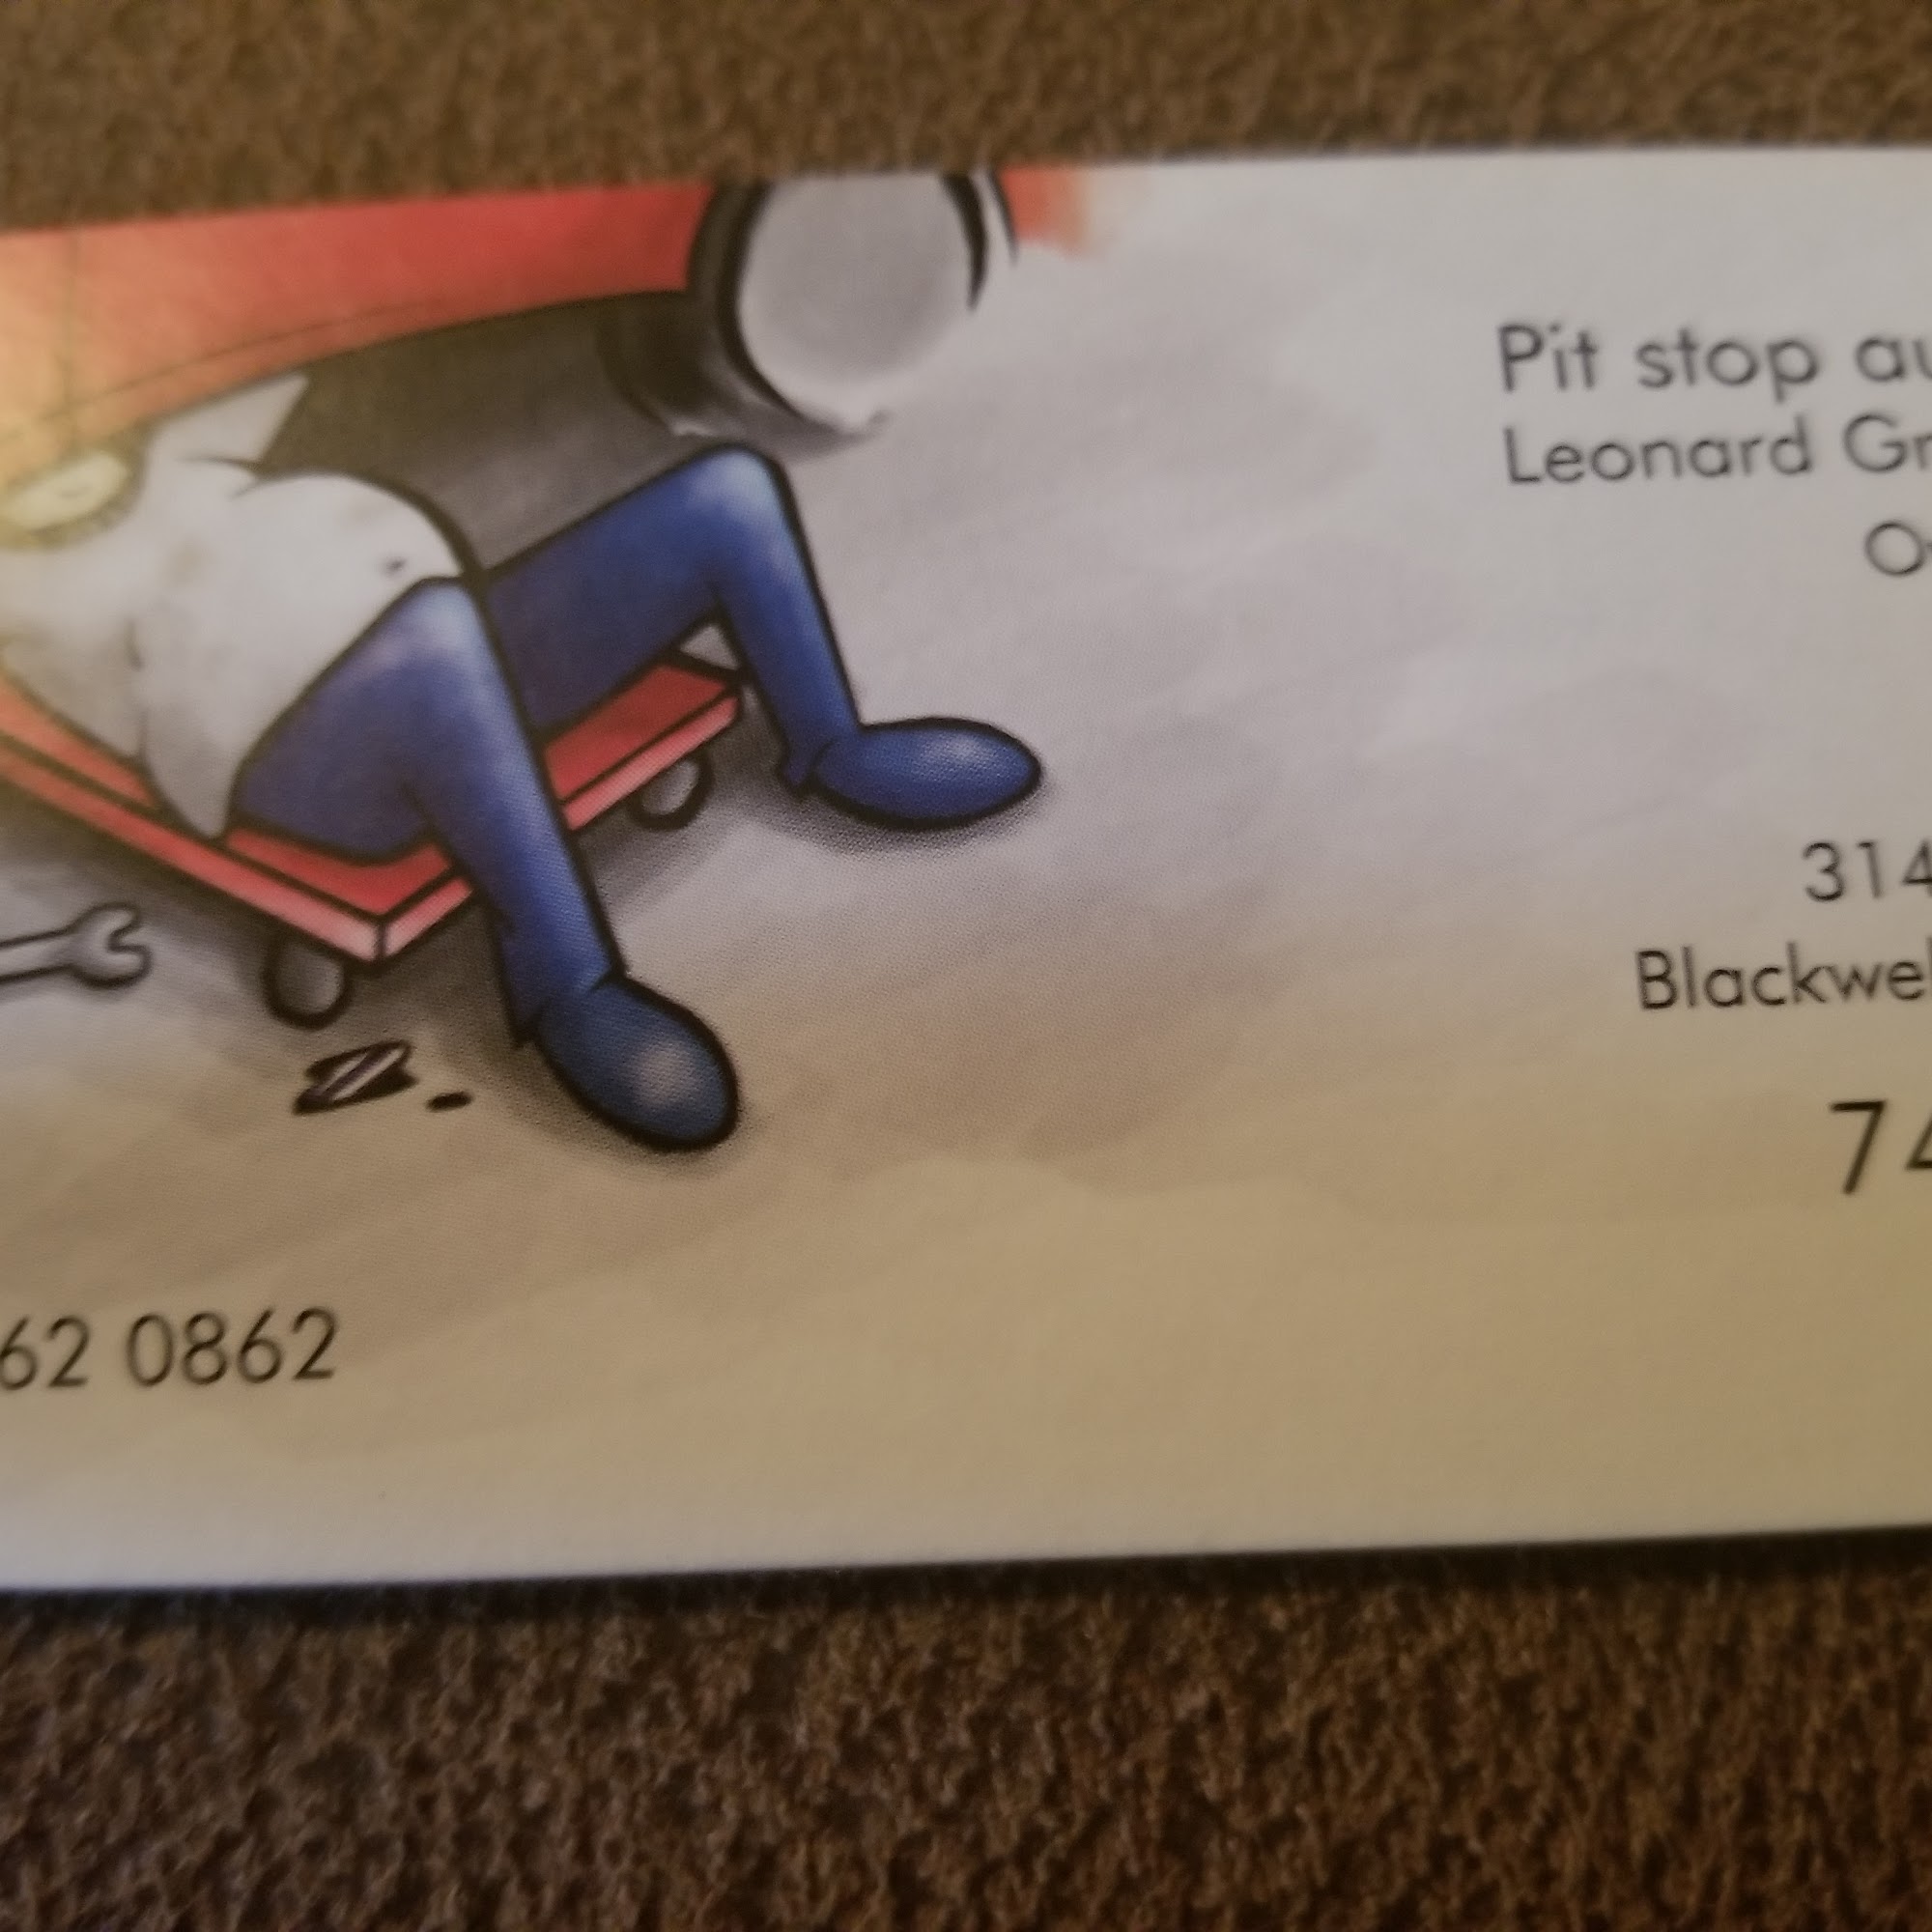 Pit stop au
Leonard Gr
O
314
Blackwel
74
62 0862